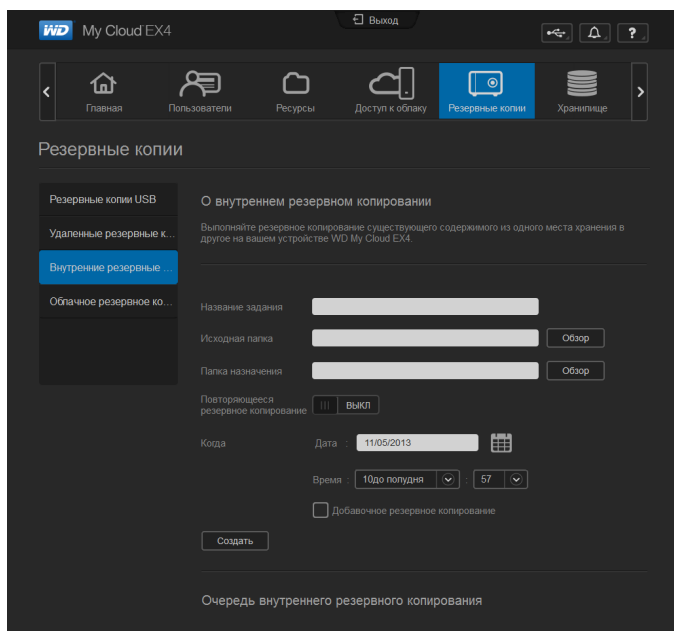 WD My Cloud EX4
Выход
?
Главная
Пользователи
Ресурсы
Доступ к облаку
Резервные копии
Хранилище
Резервные копии
Резервные копии USB
Удаленные резервные к...
Внутренние резервные ...
Облачное резервное ко...
О внутреннем резервном копировании
Выполняйте резервное копирование существующего содержимого из одного места хранения в
другое на вашем устройстве WD My Cloud EX4.
Название задания
Исходная папка
Обзор
Папка назначения
Обзор
Повторяющееся
резервное копирование
ВЫКЛ
Когда
Дата : 11/05/2013
Время : 10до полудня : 57
Добавочное резервное копирование
Создать
Очередь внутреннего резервного копирования